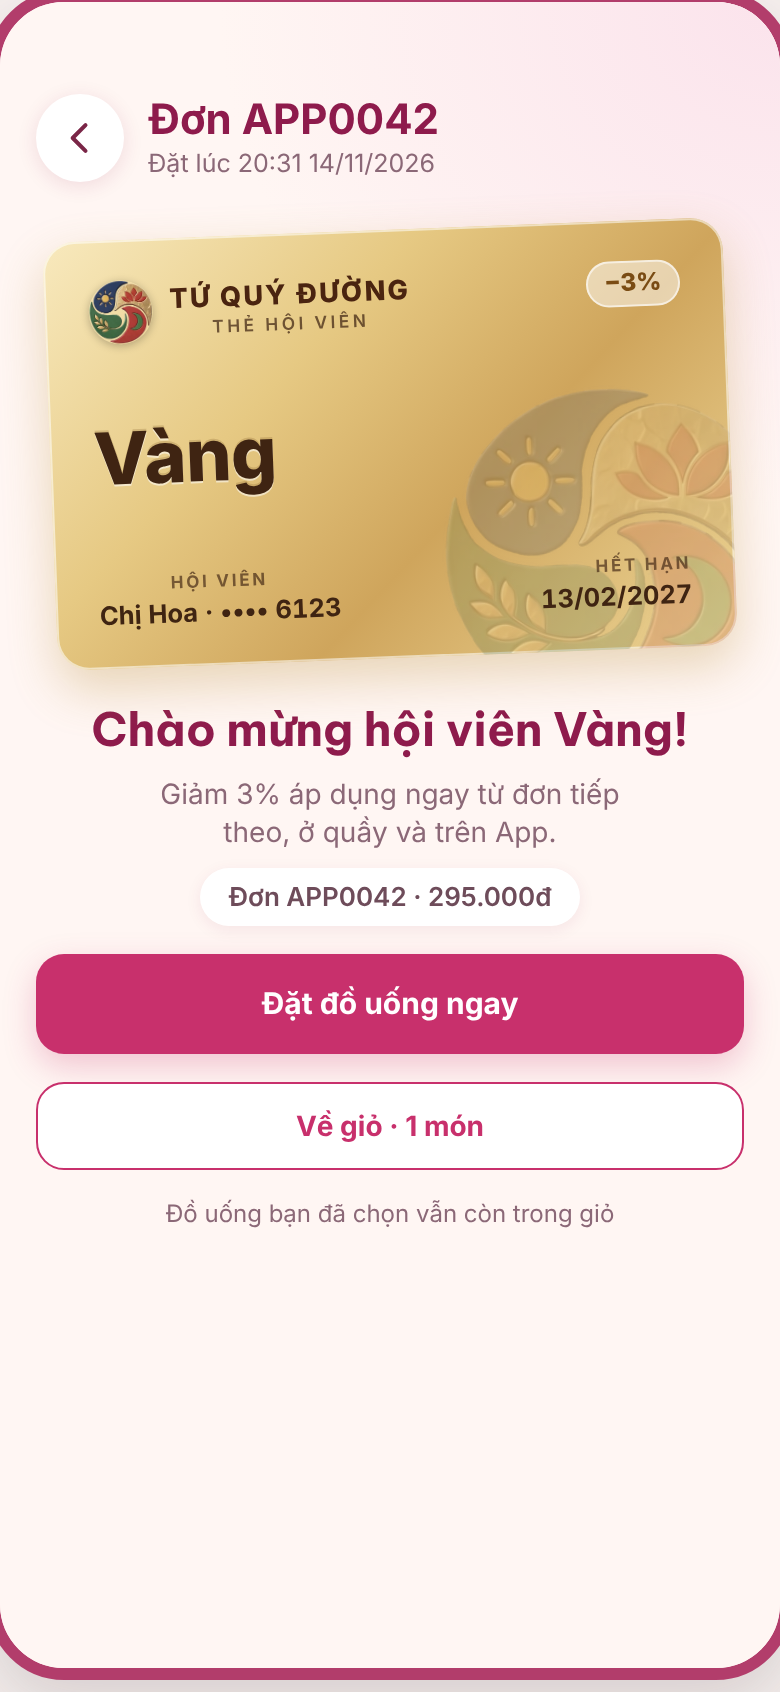 Đơn APP0042
Đặt lúc 20:31 14/11/2026
TỨ QUÝ ĐƯỜNG
THẺ HỘI VIÊN
−3%
Vàng
HỘI VIÊN
Chị Hoa · •••• 6123
HẾT HẠN
13/02/2027
Chào mừng hội viên Vàng!
Giảm 3% áp dụng ngay từ đơn tiếp
theo, ở quầy và trên App.
Đơn APP0042 · 295.000đ
Đặt đồ uống ngay
Về giỏ · 1 món
Đồ uống bạn đã chọn vẫn còn trong giỏ